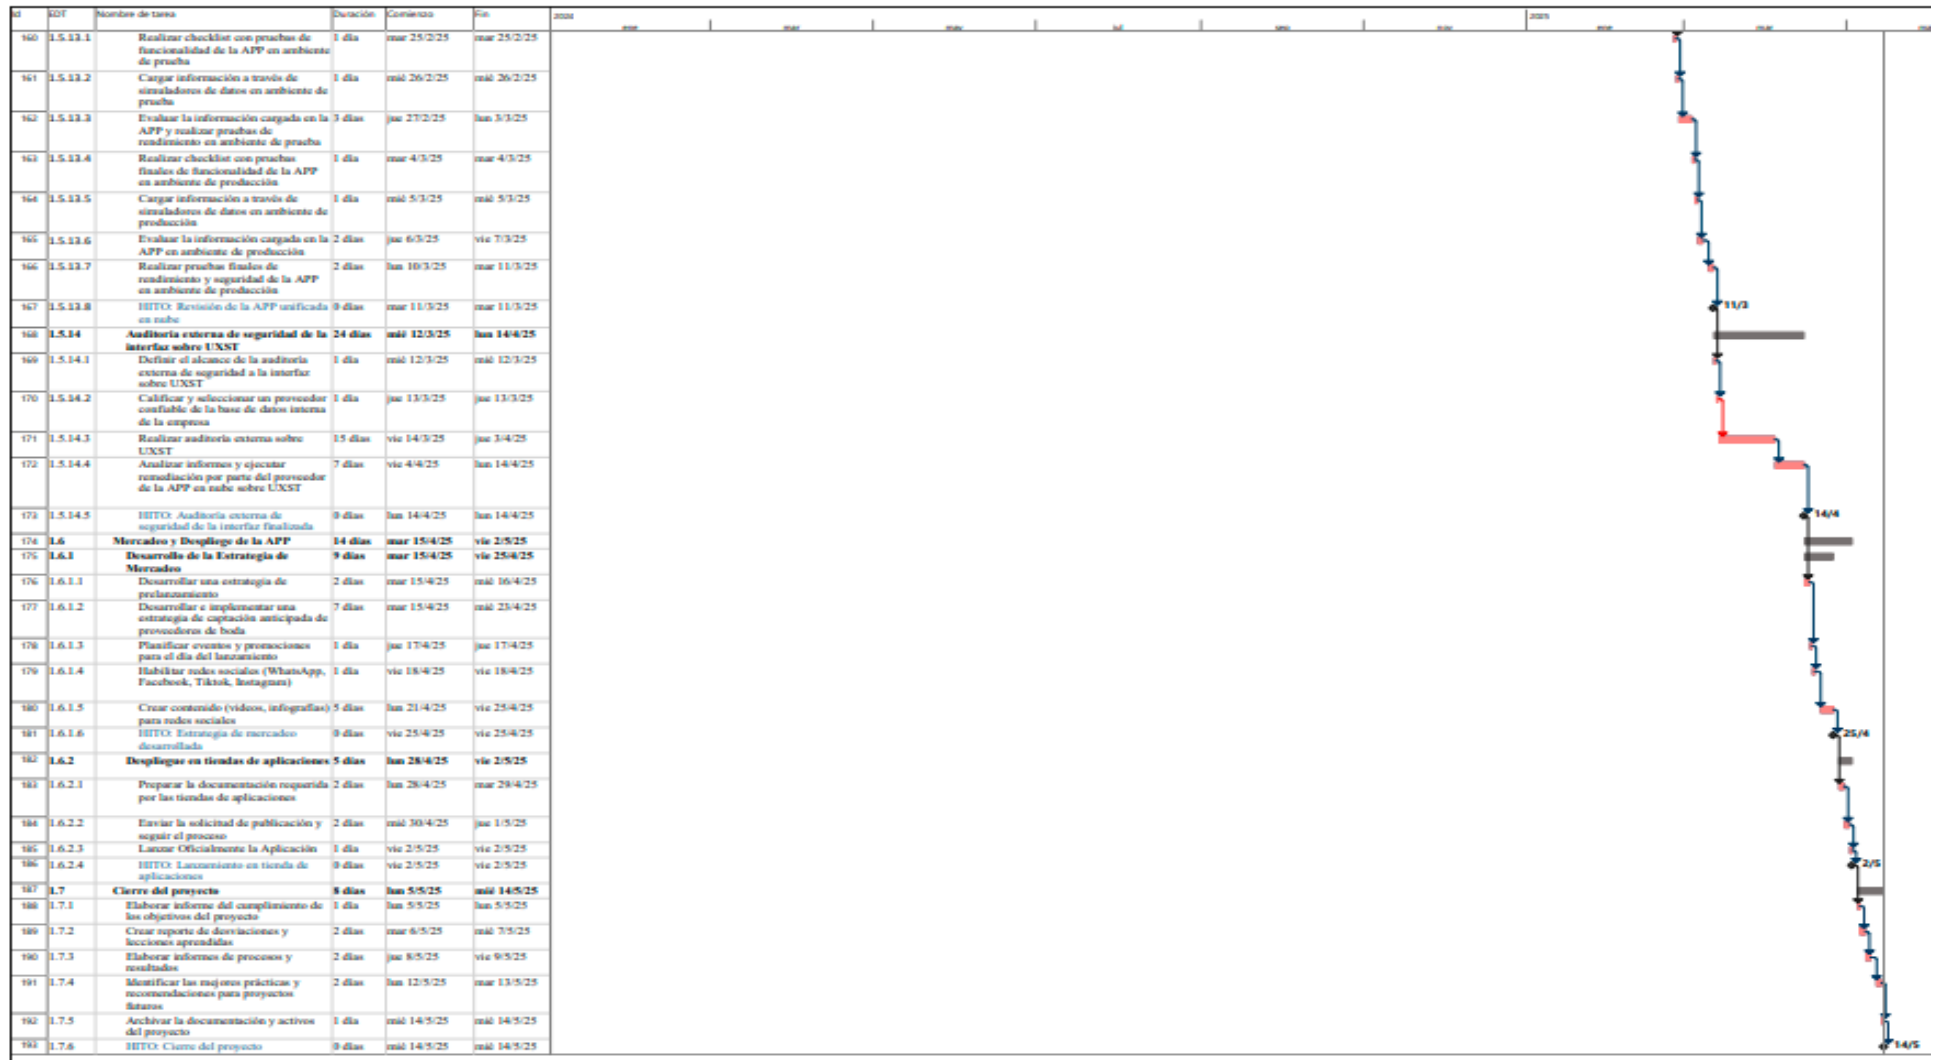 Id EDT Nombre de tarea Duración Comienzo Fin 2024 2025
ene mar may jul sep nov ene mar
160 1.5.13.1 Realizar checklist con pruebas de 1 día mar 25/2/25 mar 25/2/25
funcionalidad de la APP en ambiente
de prueba
161 1.5.13.2 Cargar información a través de 1 día mié 26/2/25 mié 26/2/25
simuladores de datos en ambiente de
prueba
162 1.5.13.3 Evaluar la información cargada en la 3 días jue 27/2/25 lun 3/3/25
APP y realizar pruebas de
rendimiento en ambiente de prueba
163 1.5.13.4 Realizar checklist con pruebas 1 día mar 4/3/25 mar 4/3/25
finales de funcionalidad de la APP
en ambiente de producción
164 1.5.13.5 Cargar información a través de 1 día mié 5/3/25 mié 5/3/25
simuladores de datos en ambiente de
producción
165 1.5.13.6 Evaluar la información cargada en la 2 días jue 6/3/25 vie 7/3/25
APP en ambiente de producción
166 1.5.13.7 Realizar pruebas finales de 2 días lun 10/3/25 mar 11/3/25
rendimiento y seguridad de la APP
en ambiente de producción
167 1.5.13.8 HITO: Revisión de la APP unificada 0 días mar 11/3/25 mar 11/3/25 11/3
en nube
168 1.5.14 Auditoría externa de seguridad de la 24 días mié 12/3/25 lun 14/4/25
interfaz sobre UXST
169 1.5.14.1 Definir el alcance de la auditoría 1 día mié 12/3/25 mié 12/3/25
externa de seguridad a la interfaz
sobre UXST
170 1.5.14.2 Calificar y seleccionar un proveedor 1 día jue 13/3/25 jue 13/3/25
confiable de la base de datos interna
de la empresa
171 1.5.14.3 Realizar auditoría externa sobre 15 días vie 14/3/25 jue 3/4/25
UXST
172 1.5.14.4 Analizar informes y ejecutar 7 días vie 4/4/25 lun 14/4/25
remediación por parte del proveedor
de la APP en nube sobre UXST
173 1.5.14.5 HITO: Auditoría externa de 0 días lun 14/4/25 lun 14/4/25 14/4
seguridad de la interfaz finalizada
174 1.6 Mercadeo y Despliege de la APP 14 días mar 15/4/25 vie 2/5/25
175 1.6.1 Desarrollo de la Estrategia de 9 días mar 15/4/25 vie 25/4/25
Mercadeo
176 1.6.1.1 Desarrollar una estrategia de 2 días mar 15/4/25 mié 16/4/25
prelanzamiento
177 1.6.1.2 Desarrollar e implementar una 7 días mar 15/4/25 mié 23/4/25
estrategia de captación anticipada de
proveedores de boda
178 1.6.1.3 Planificar eventos y promociones 1 día jue 17/4/25 jue 17/4/25
para el día del lanzamiento
179 1.6.1.4 Habilitar redes sociales (WhatsApp, 1 día vie 18/4/25 vie 18/4/25
Facebook, Tiktok, Instagram)
180 1.6.1.5 Crear contenido (videos, infografías) 5 días lun 21/4/25 vie 25/4/25
para redes sociales
181 1.6.1.6 HITO: Estrategia de mercadeo 0 días vie 25/4/25 vie 25/4/25 25/4
desarrollada
182 1.6.2 Despliegue en tiendas de aplicaciones 5 días lun 28/4/25 vie 2/5/25
183 1.6.2.1 Preparar la documentación requerida 2 días lun 28/4/25 mar 29/4/25
por las tiendas de aplicaciones
184 1.6.2.2 Enviar la solicitud de publicación y 2 días mié 30/4/25 jue 1/5/25
seguir el proceso
185 1.6.2.3 Lanzar Oficialmente la Aplicación 1 día vie 2/5/25 vie 2/5/25
186 1.6.2.4 HITO: Lanzamiento en tienda de 0 días vie 2/5/25 vie 2/5/25 2/5
aplicaciones
187 1.7 Cierre del proyecto 8 días lun 5/5/25 mié 14/5/25
188 1.7.1 Elaborar informe del cumplimiento de 1 día lun 5/5/25 lun 5/5/25
los objetivos del proyecto
189 1.7.2 Crear reporte de desviaciones y 2 días mar 6/5/25 mié 7/5/25
lecciones aprendidas
190 1.7.3 Elaborar informes de procesos y 2 días jue 8/5/25 vie 9/5/25
resultados
191 1.7.4 Identificar las mejores prácticas y 2 días lun 12/5/25 mar 13/5/25
recomendaciones para proyectos
futuros
192 1.7.5 Archivar la documentación y activos 1 día mié 14/5/25 mié 14/5/25
del proyecto
193 1.7.6 HITO: Cierre del proyecto 0 días mié 14/5/25 mié 14/5/25 14/5